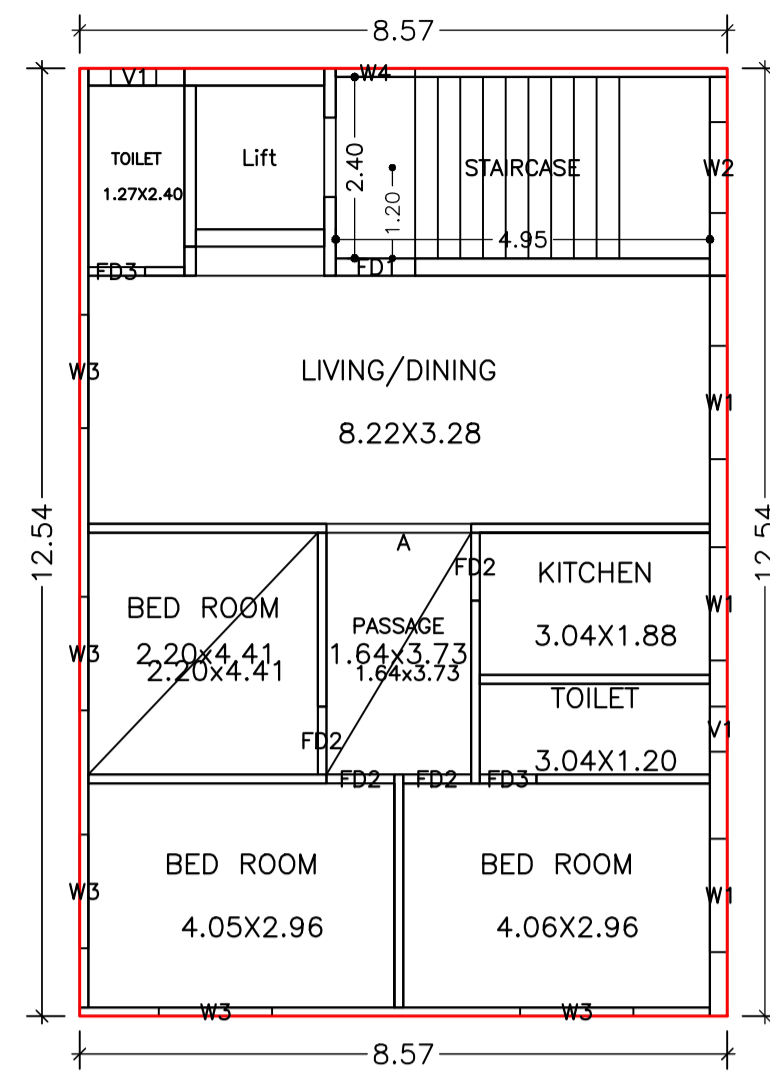 8.57
V1
W4
TOILET
1.27X2.40
Lift
2.40
1.20
STAIRCASE
W2
4.95
FD3
FD1
W3
LIVING/DINING
W1
8.22X3.28
12.54
12.54
A
FD2
KITCHEN
BED ROOM
W1
PASSAGE
3.04X1.88
W3
2.20x4.41
2.20x4.41
1.64x3.73
1.64x3.73
TOILET
V1
FD2
3.04X1.20
FD2
FD2
FD3
BED ROOM
BED ROOM
W3
W1
4.05X2.96
4.06X2.96
W3
W3
8.57